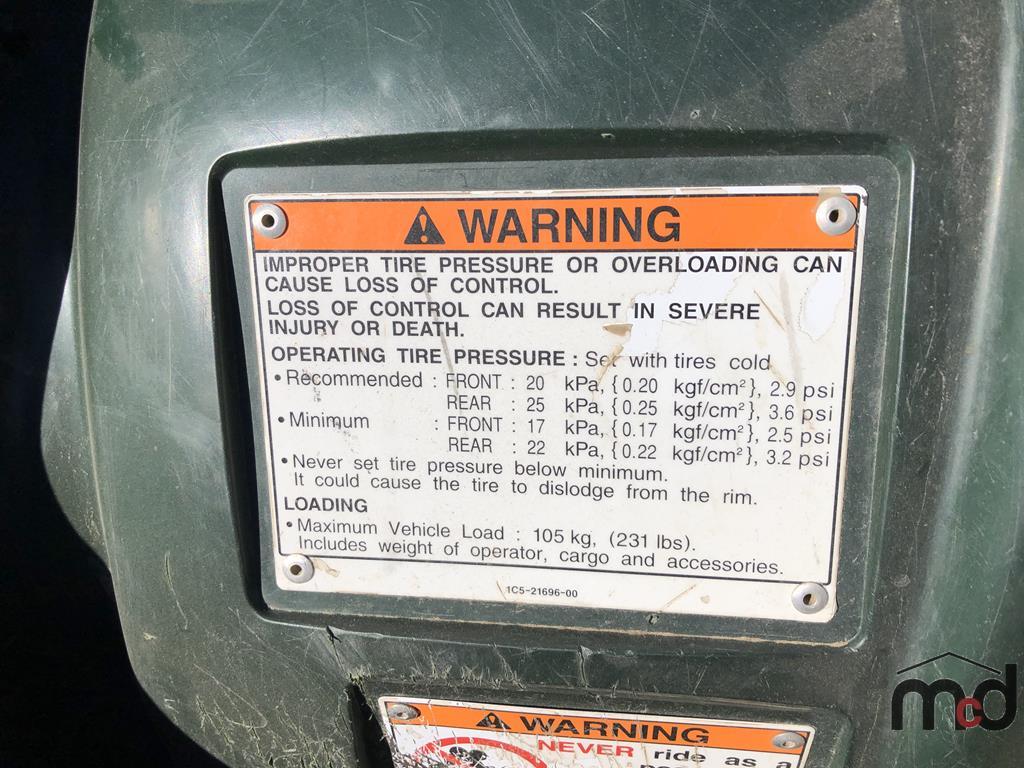 WARNING
IMPROPER TIRE PRESSURE OR OVERLOADING CAN
CAUSE LOSS OF CONTROL.
LOSS OF CONTROL CAN RESULT IN SEVERE
INJURY OR DEATH.
OPERATING TIRE PRESSURE : Set with tires cold
• Recommended : FRONT : 20 kPa, {0.20 kgf/cm²}, 2.9 psi
REAR : 25 kPa, {0.25 kgf/cm²}, 3.6 psi
• Minimum : FRONT : 17 kPa, {0.17 kgf/cm²}, 2.5 psi
REAR : 22 kPa, {0.22 kgf/cm²}, 3.2 psi
• Never set tire pressure below minimum.
It could cause the tire to dislodge from the rim.
LOADING
• Maximum Vehicle Load : 105 kg, (231 lbs).
Includes weight of operator, cargo and accessories.
1C5-21696-00
WARNING
NEVER ride as a
mcd